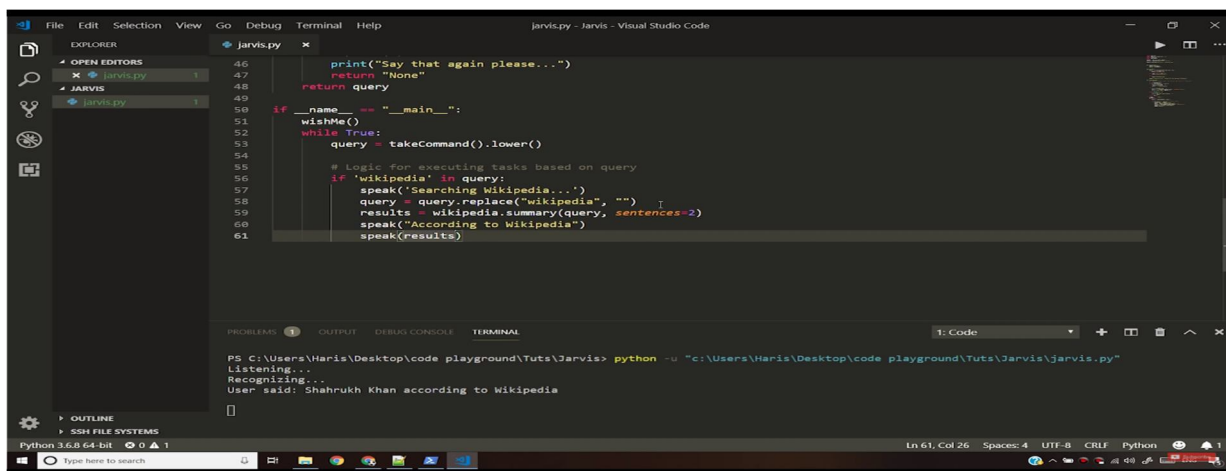 File Edit Selection View Go Debug Terminal Help jarvis.py - Jarvis - Visual Studio Code
EXPLORER
OPEN EDITORS
jarvis.py 1
JARVIS
jarvis.py 1
OUTLINE
SSH FILE SYSTEMS
jarvis.py ×
46 print("Say that again please...")
47 return "None"
48 return query
49
50 if __name__ == "__main__":
51 wishMe()
52 while True:
53 query = takeCommand().lower()
54
55 # Logic for executing tasks based on query
56 if 'wikipedia' in query:
57 speak('Searching Wikipedia...')
58 query = query.replace("wikipedia", "")
59 results = wikipedia.summary(query, sentences=2)
60 speak("According to Wikipedia")
61 speak(results)
PROBLEMS 1 OUTPUT DEBUG CONSOLE TERMINAL 1: Code
PS C:\Users\Haris\Desktop\code playground\Tuts\Jarvis> python -u "c:\Users\Haris\Desktop\code playground\Tuts\Jarvis\jarvis.py"
Listening...
Recognizing...
User said: Shahrukh Khan according to Wikipedia
Python 3.6.8 64-bit 0 1 Ln 61, Col 26 Spaces: 4 UTF-8 CRLF Python 1
Type here to search